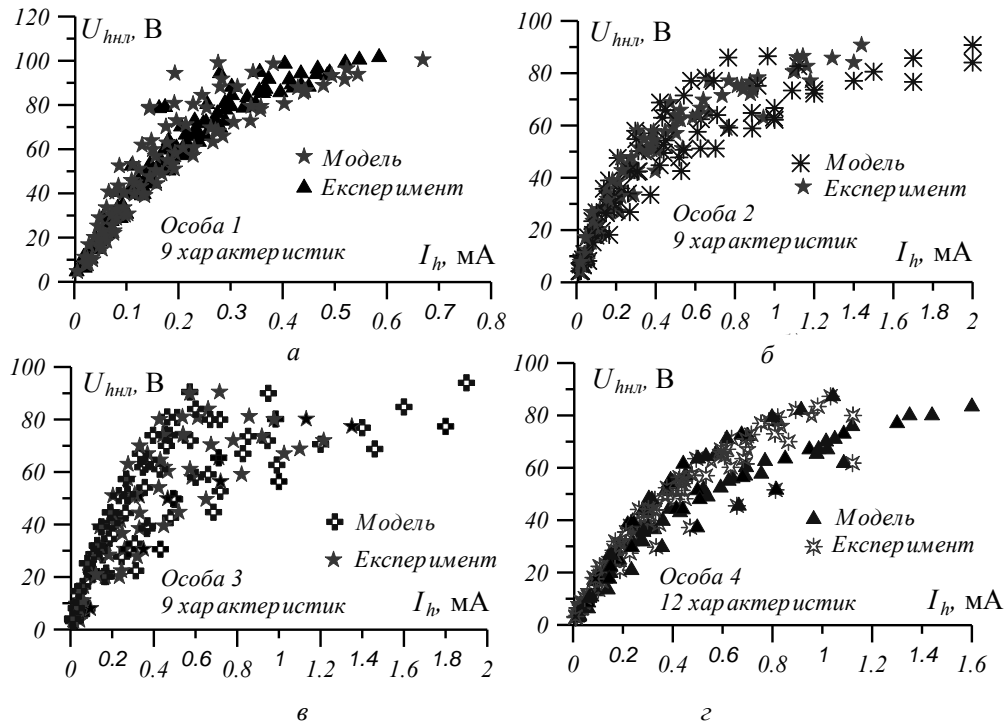 U_hнл, В
120
100
80
60
40
20
0
Модель
Експеримент
Особа 1
9 характеристик
I_h, мА
0 0.1 0.2 0.3 0.4 0.5 0.6 0.7 0.8
а
U_hнл, В
100
80
60
40
20
0
Модель
Експеримент
Особа 2
9 характеристик
I_h, мА
0 0.2 0.4 0.6 0.8 1 1.2 1.4 1.6 1.8 2
б
U_hнл, В
100
80
60
40
20
0
Модель
Експеримент
Особа 3
9 характеристик
I_h, мА
0 0.2 0.4 0.6 0.8 1 1.2 1.4 1.6 1.8 2
в
U_hнл, В
100
80
60
40
20
0
Модель
Експеримент
Особа 4
12 характеристик
I_h, мА
0 0.2 0.4 0.6 0.8 1 1.2 1.4 1.6
г